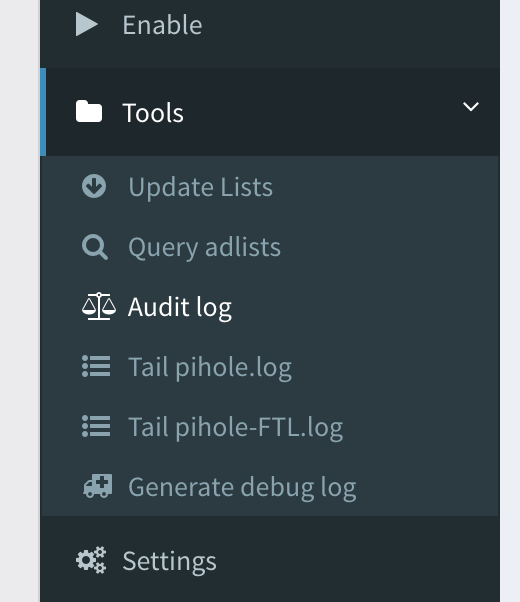 Enable
Tools
Update Lists
Query adlists
Audit log
Tail pihole.log
Tail pihole-FTL.log
Generate debug log
Settings